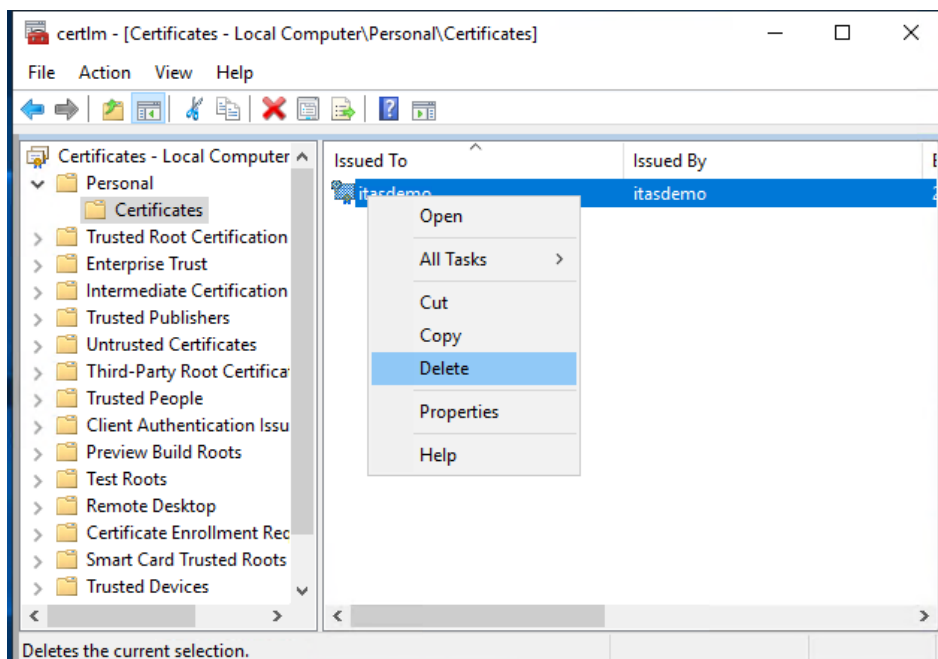 certlm - [Certificates - Local Computer\Personal\Certificates]
File Action View Help
Certificates - Local Computer
Personal
Certificates
Trusted Root Certification
Enterprise Trust
Intermediate Certification
Trusted Publishers
Untrusted Certificates
Third-Party Root Certifica
Trusted People
Client Authentication Issu
Preview Build Roots
Test Roots
Remote Desktop
Certificate Enrollment Req
Smart Card Trusted Roots
Trusted Devices
Issued To Issued By
itasdemo itasdemo
Open
All Tasks
Cut
Copy
Delete
Properties
Help
Deletes the current selection.